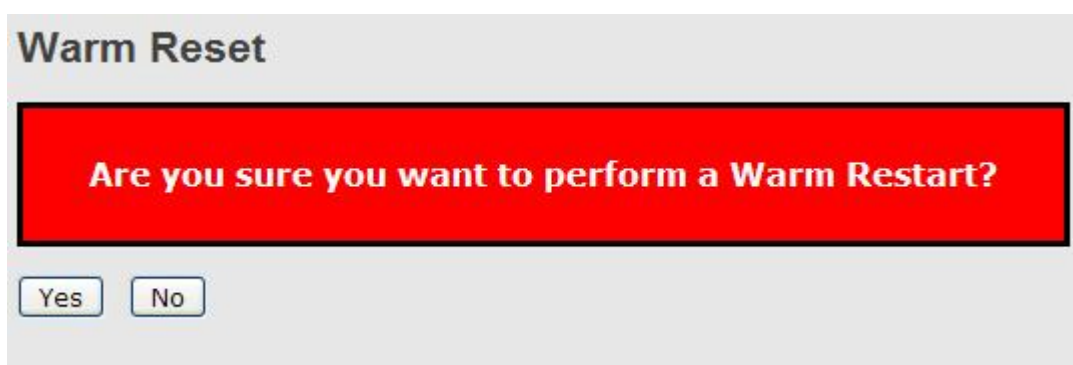 Warm Reset
Are you sure you want to perform a Warm Restart?
Yes No